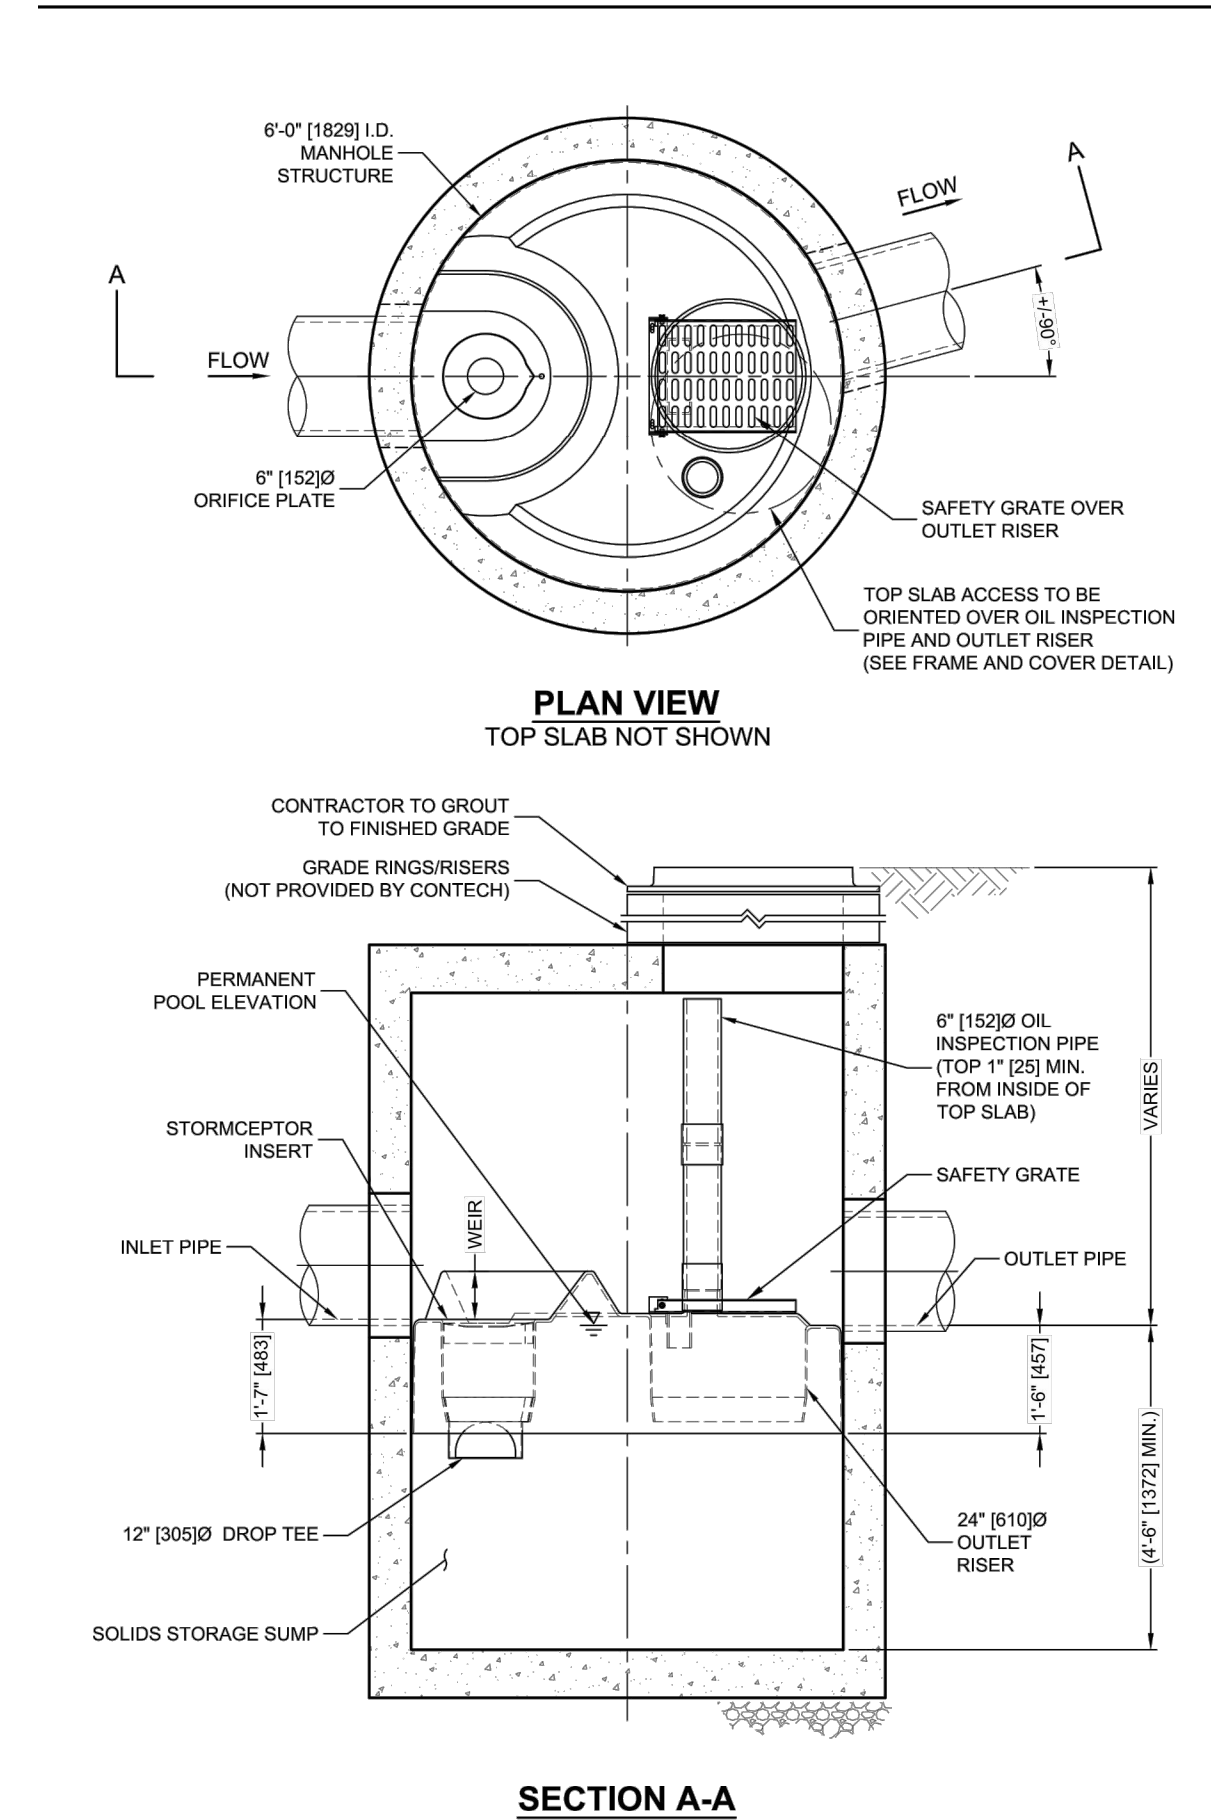 6'-0" [1829] I.D.
MANHOLE
STRUCTURE
A
FLOW
A
+/-90°
FLOW
6" [152]Ø
ORIFICE PLATE
SAFETY GRATE OVER
OUTLET RISER
TOP SLAB ACCESS TO BE
ORIENTED OVER OIL INSPECTION
PIPE AND OUTLET RISER
(SEE FRAME AND COVER DETAIL)
PLAN VIEW
TOP SLAB NOT SHOWN
CONTRACTOR TO GROUT
TO FINISHED GRADE
GRADE RINGS/RISERS
(NOT PROVIDED BY CONTECH)
PERMANENT
POOL ELEVATION
6" [152]Ø OIL
INSPECTION PIPE
(TOP 1" [25] MIN.
FROM INSIDE OF
TOP SLAB)
VARIES
STORMCEPTOR
INSERT
SAFETY GRATE
WEIR
INLET PIPE
OUTLET PIPE
1'-7" [483]
1'-6" [457]
(4'-6" [1372] MIN.)
12" [305]Ø DROP TEE
24" [610]Ø
OUTLET
RISER
SOLIDS STORAGE SUMP
SECTION A-A